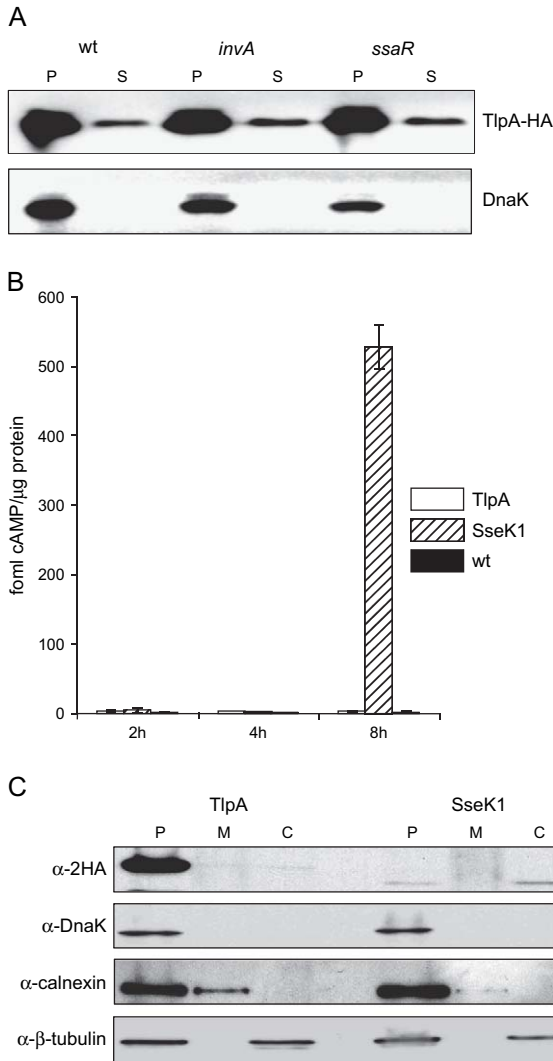 A
wt invA ssaR
P S P S P S
TlpA-HA
DnaK
B
600
500
400
300
200
100
0
foml cAMP/µg protein
2h 4h 8h
TlpA
SseK1
wt
C
TlpA SseK1
P M C P M C
α-2HA
α-DnaK
α-calnexin
α-β-tubulin